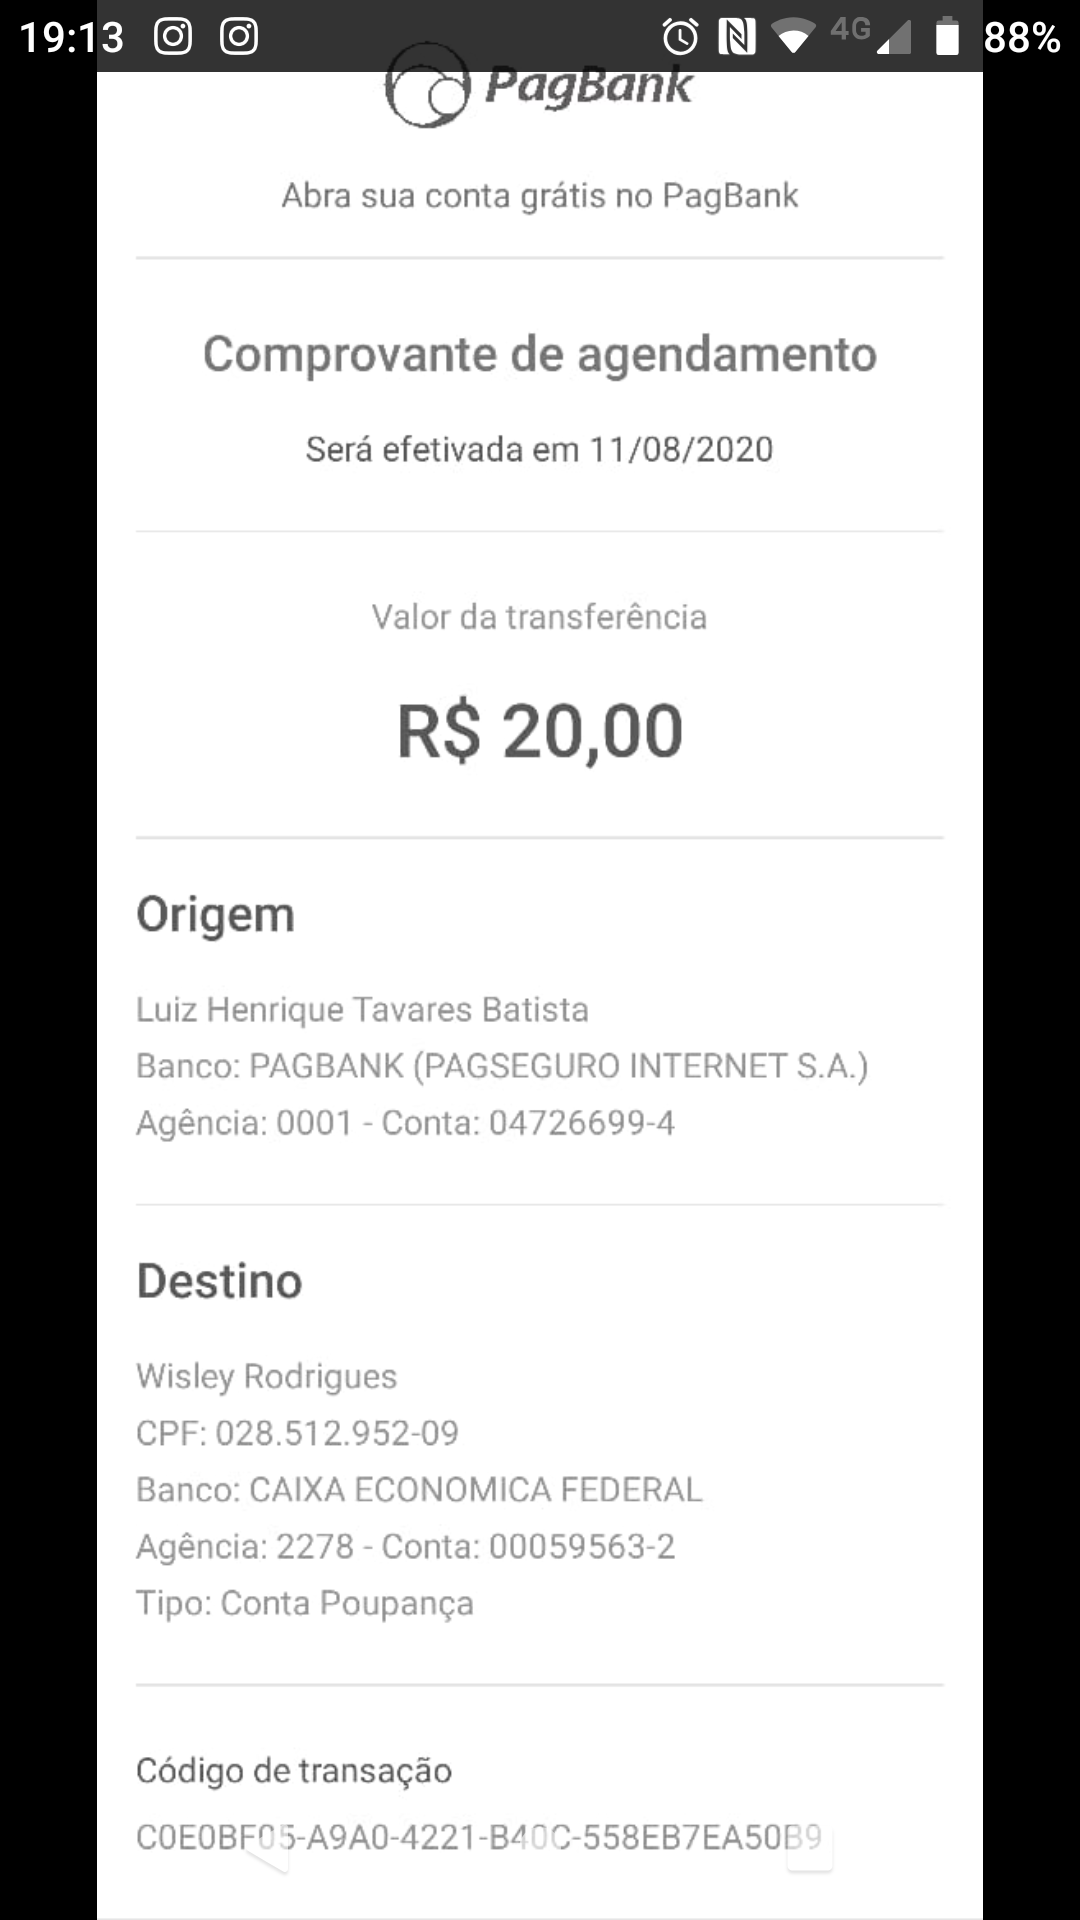 19:13 4G 88%
PagBank
Abra sua conta grátis no PagBank
Comprovante de agendamento
Será efetivada em 11/08/2020
Valor da transferência
R$ 20,00
Origem
Luiz Henrique Tavares Batista
Banco: PAGBANK (PAGSEGURO INTERNET S.A.)
Agência: 0001 - Conta: 04726699-4
Destino
Wisley Rodrigues
CPF: 028.512.952-09
Banco: CAIXA ECONOMICA FEDERAL
Agência: 2278 - Conta: 00059563-2
Tipo: Conta Poupança
Código de transação
C0E0BF05-A9A0-4221-B40C-558EB7EA50B9